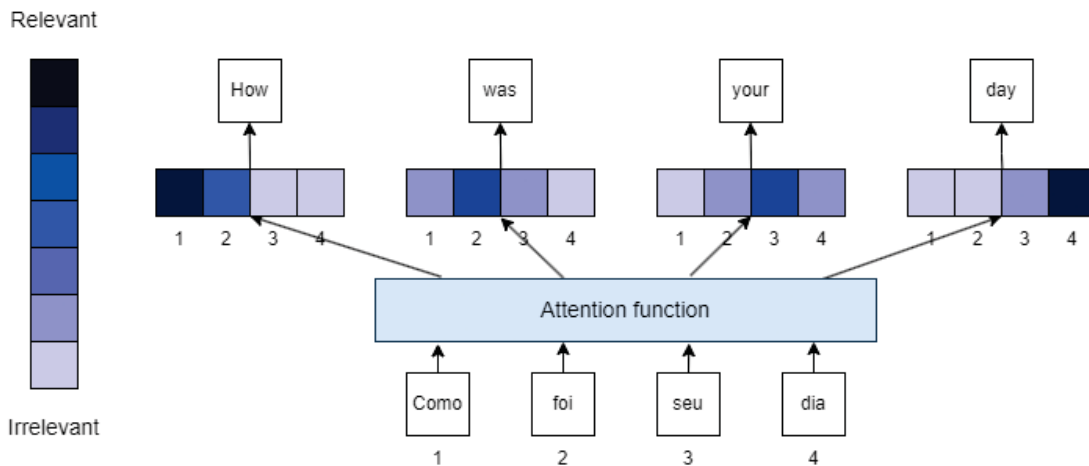 Relevant
How was your day
1 2 3 4 1 2 3 4 1 2 3 4 1 2 3 4
Attention function
Como foi seu dia
1 2 3 4
Irrelevant